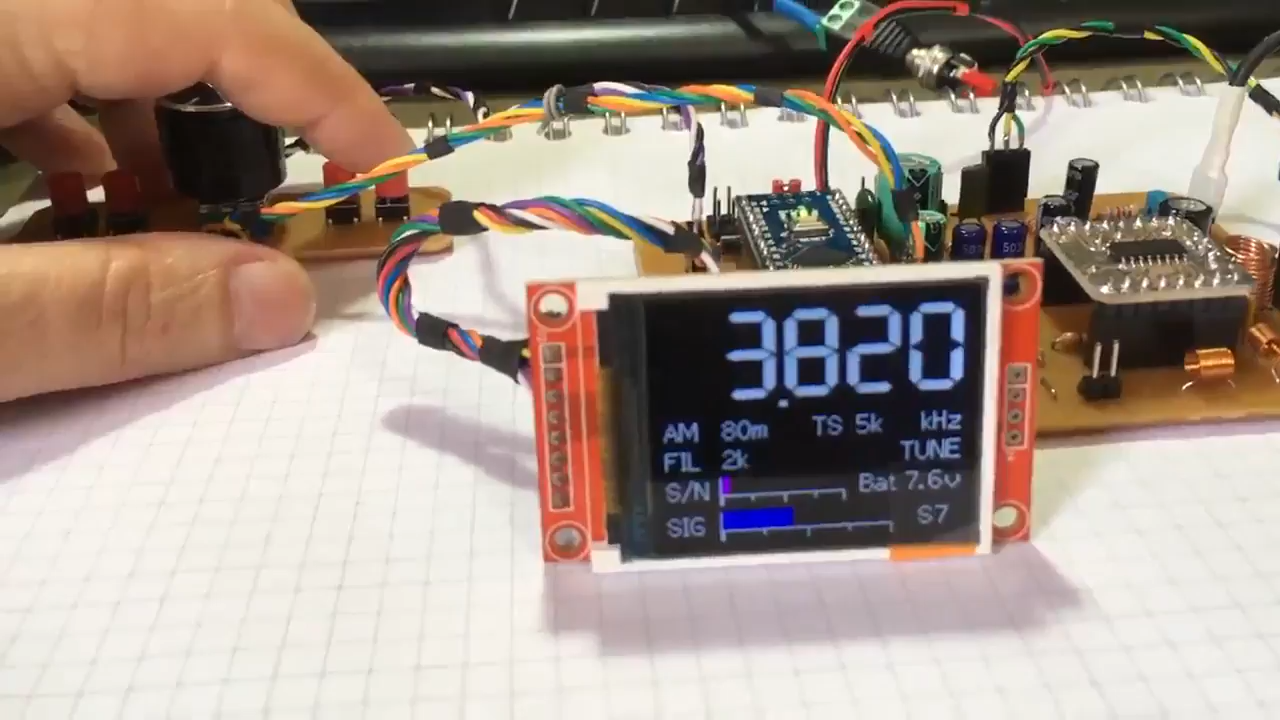 3.820
AM 80m TS 5k kHz
FIL 2k TUNE
S/N Bat 7.6v
SIG S7